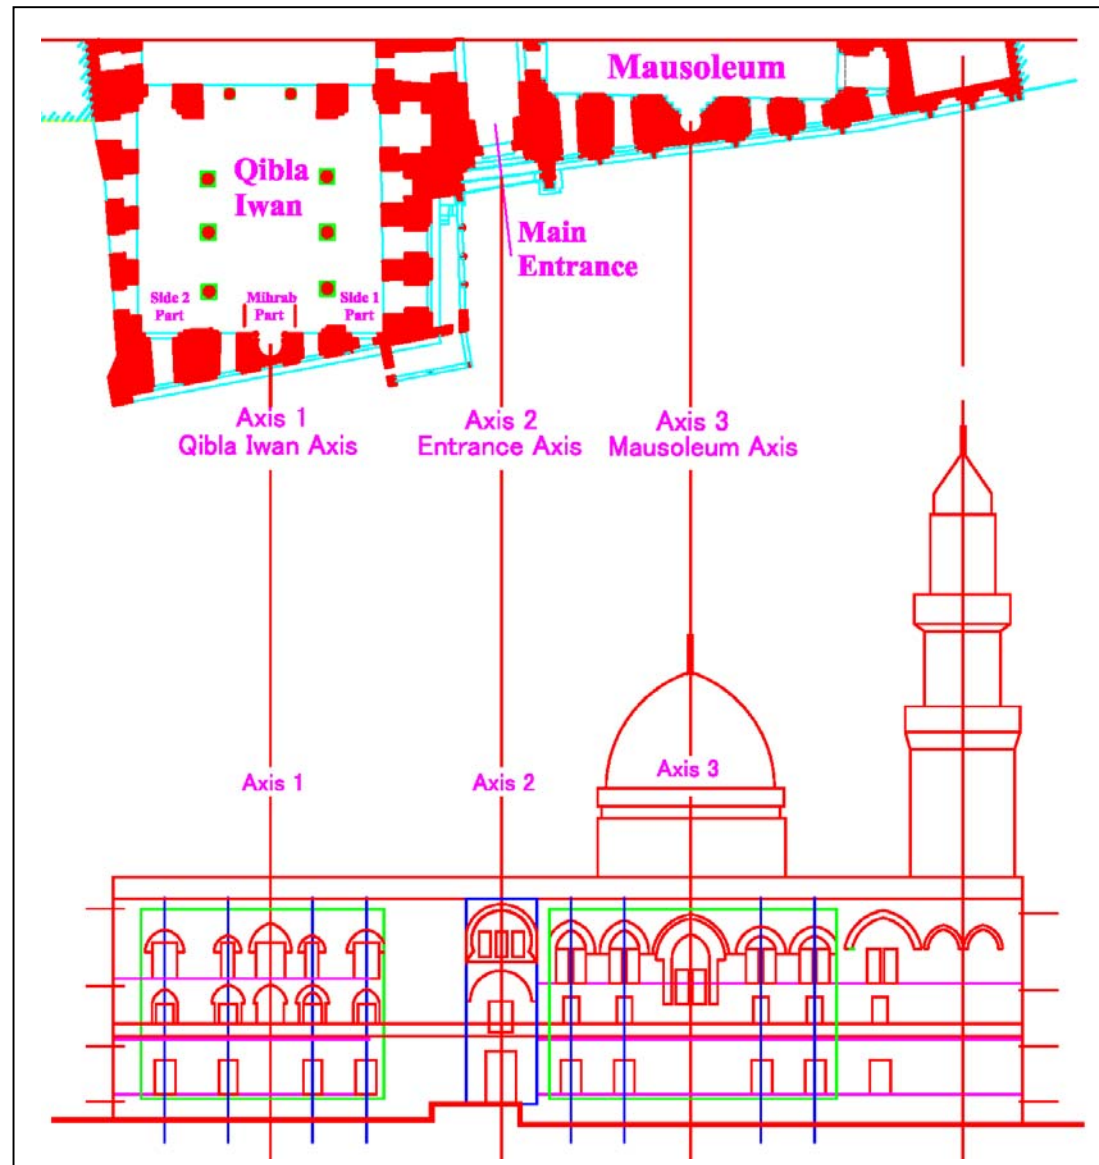 Mausoleum
Qibla
Iwan
Main
Entrance
Side 2
Part
Mihrab
Part
Side 1
Part
Axis 1
Qibla Iwan Axis
Axis 2
Entrance Axis
Axis 3
Mausoleum Axis
Axis 1
Axis 2
Axis 3